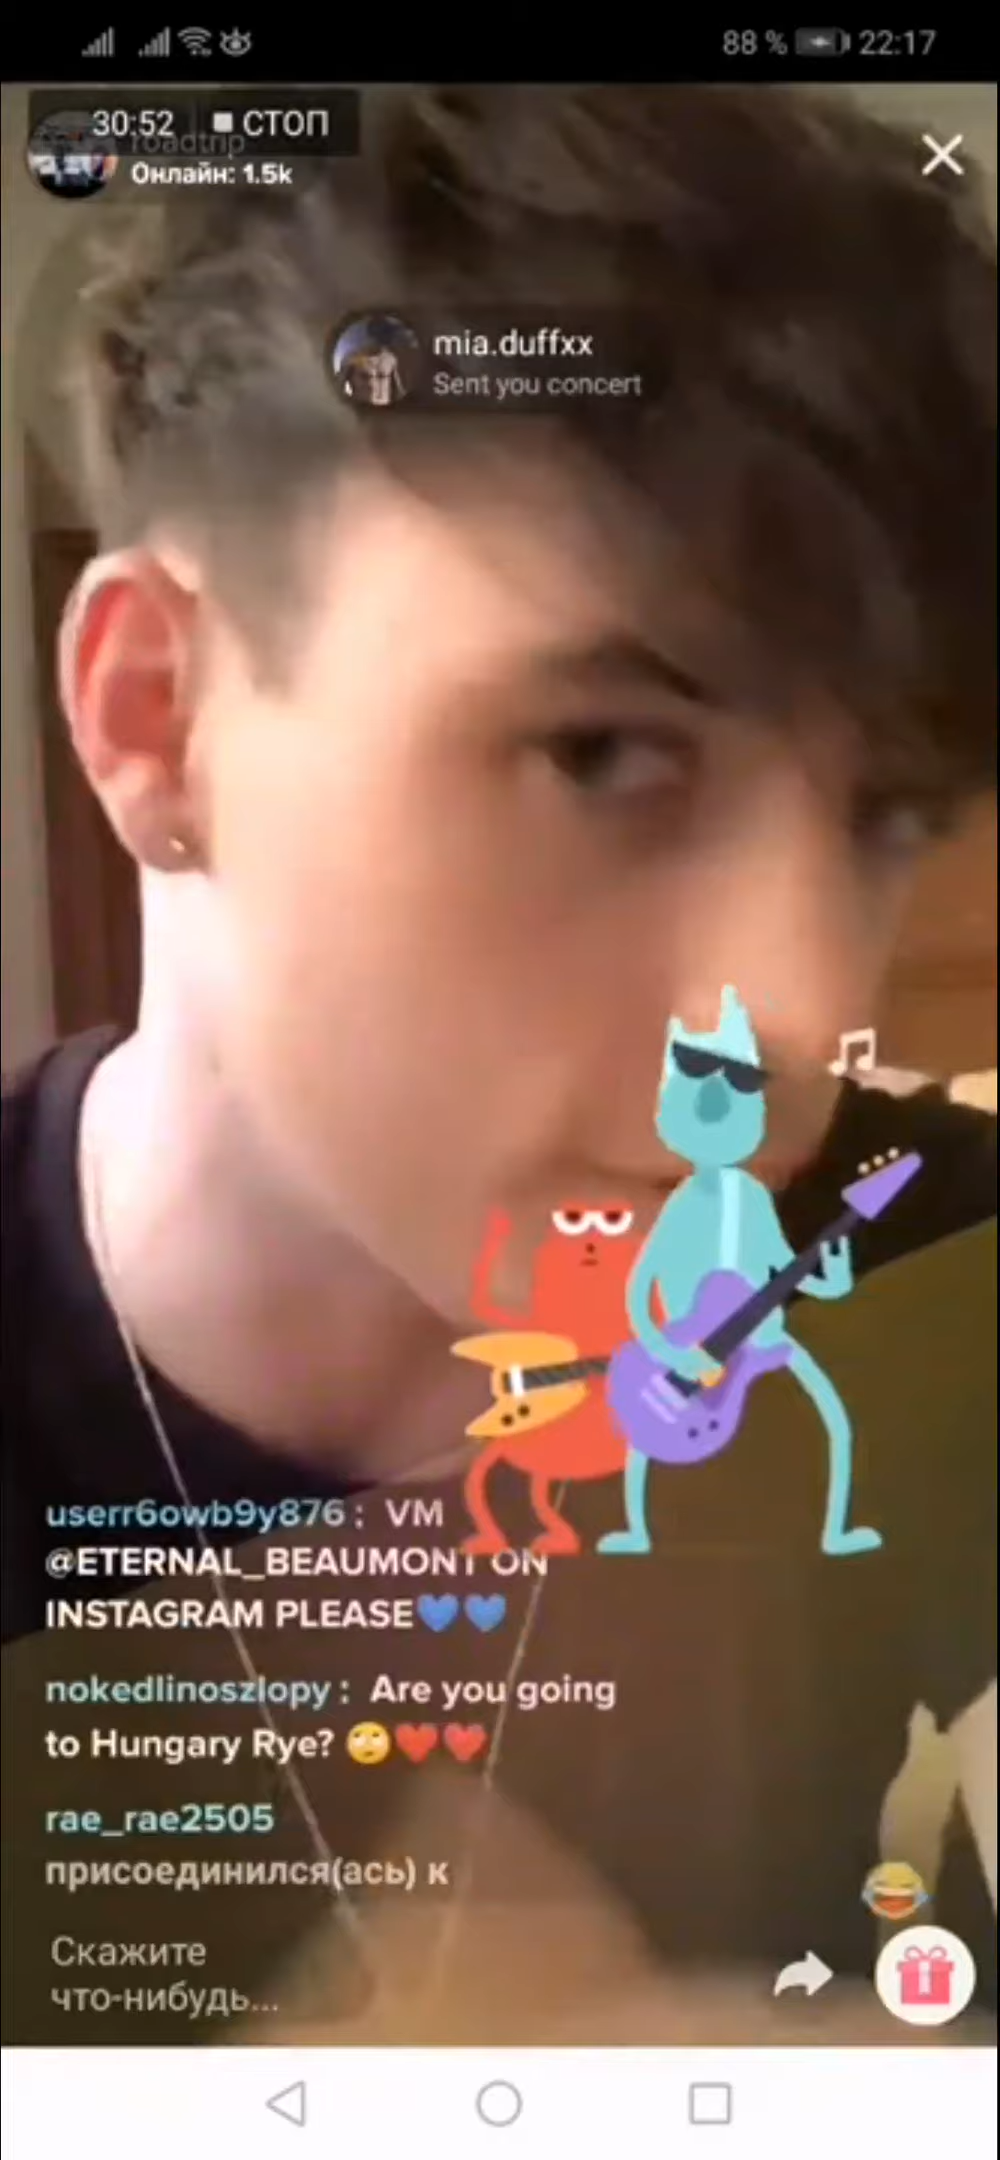 88 % 22:17
30:52 СТОП
roadtrip
Онлайн: 1.5k
mia.duffxx
Sent you concert
userr6owb9y876 : VM
@ETERNAL_BEAUMONT ON
INSTAGRAM PLEASE💙💙
nokedlinoszlopy : Are you going
to Hungary Rye? 🙄❤️❤️
rae_rae2505
присоединился(ась) к
Скажите
что-нибудь...